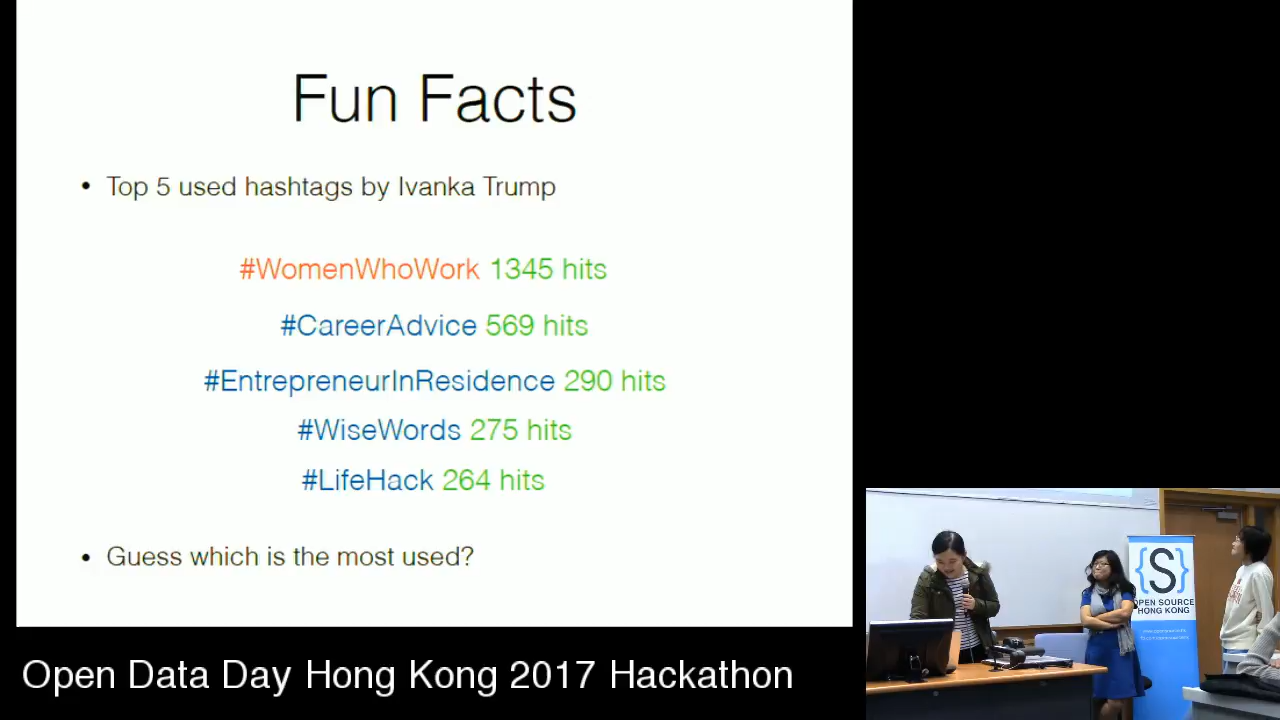 Fun Facts
• Top 5 used hashtags by Ivanka Trump
#WomenWhoWork 1345 hits
#CareerAdvice 569 hits
#EntrepreneurInResidence 290 hits
#WiseWords 275 hits
#LifeHack 264 hits
• Guess which is the most used?
{S}
OPEN SOURCE
HONG KONG
Open Data Day Hong Kong 2017 Hackathon